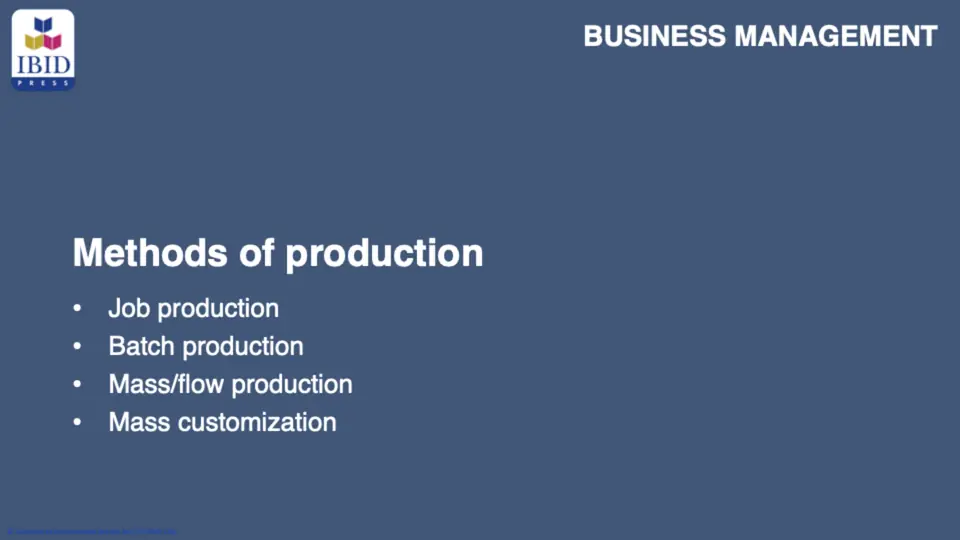 IBID
PRESS
BUSINESS MANAGEMENT
Methods of production
• Job production
• Batch production
• Mass/flow production
• Mass customization